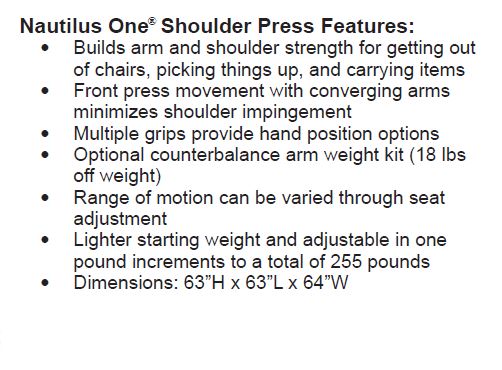 Nautilus One® Shoulder Press Features:
• Builds arm and shoulder strength for getting out
of chairs, picking things up, and carrying items
• Front press movement with converging arms
minimizes shoulder impingement
• Multiple grips provide hand position options
• Optional counterbalance arm weight kit (18 lbs
off weight)
• Range of motion can be varied through seat
adjustment
• Lighter starting weight and adjustable in one
pound increments to a total of 255 pounds
• Dimensions: 63”H x 63”L x 64”W